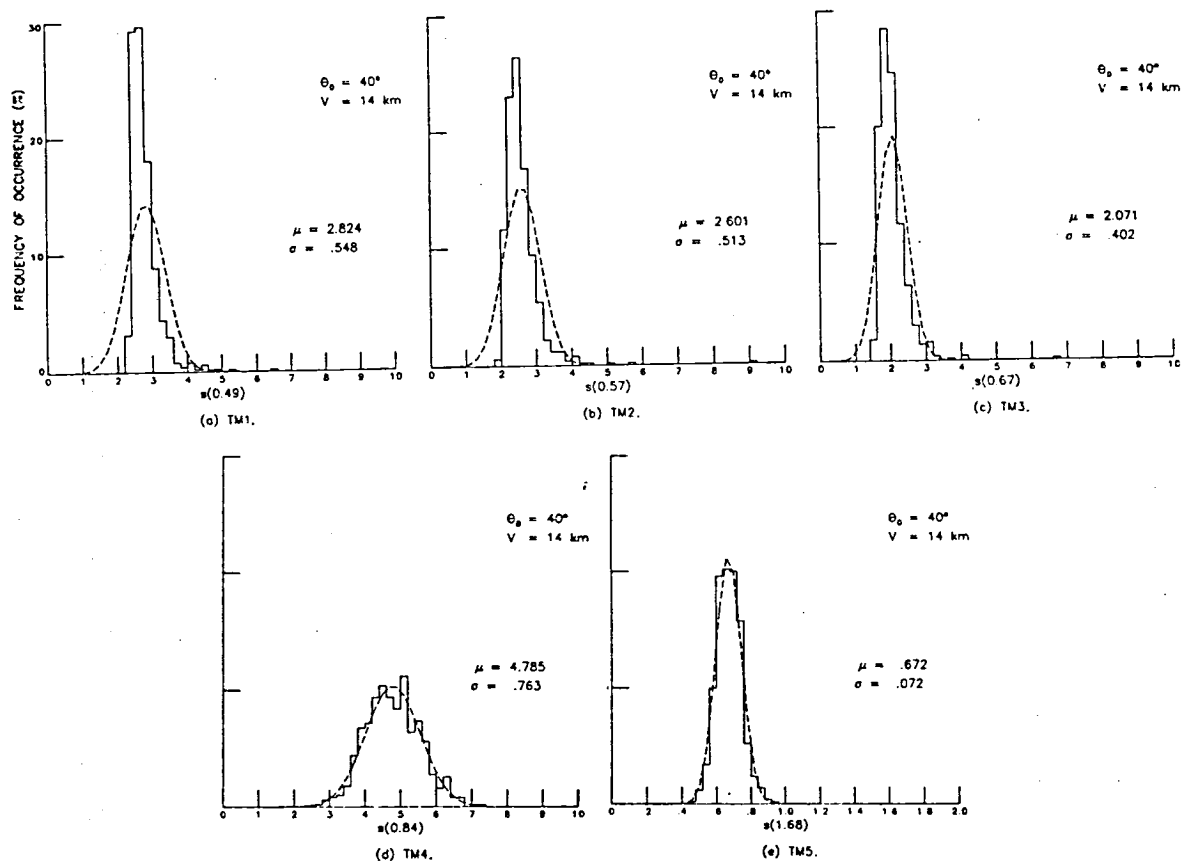 FREQUENCY OF OCCURRENCE (%)
30
20
10
0
θ₀ = 40°
V = 14 km
μ = 2.824
σ = .548
0 1 2 3 4 5 6 7 8 9 10
s(0.49)
(a) TM1.
θ₀ = 40°
V = 14 km
μ = 2.601
σ = .513
0 1 2 3 4 5 6 7 8 9 10
s(0.57)
(b) TM2.
θ₀ = 40°
V = 14 km
μ = 2.071
σ = .402
0 1 2 3 4 5 6 7 8 9 10
s(0.67)
(c) TM3.
θ₀ = 40°
V = 14 km
μ = 4.785
σ = .763
0 1 2 3 4 5 6 7 8 9 10
s(0.84)
(d) TM4.
θ₀ = 40°
V = 14 km
μ = .672
σ = .072
0 .2 .4 .6 .8 1.0 1.2 1.4 1.6 1.8 2.0
s(1.68)
(e) TM5.